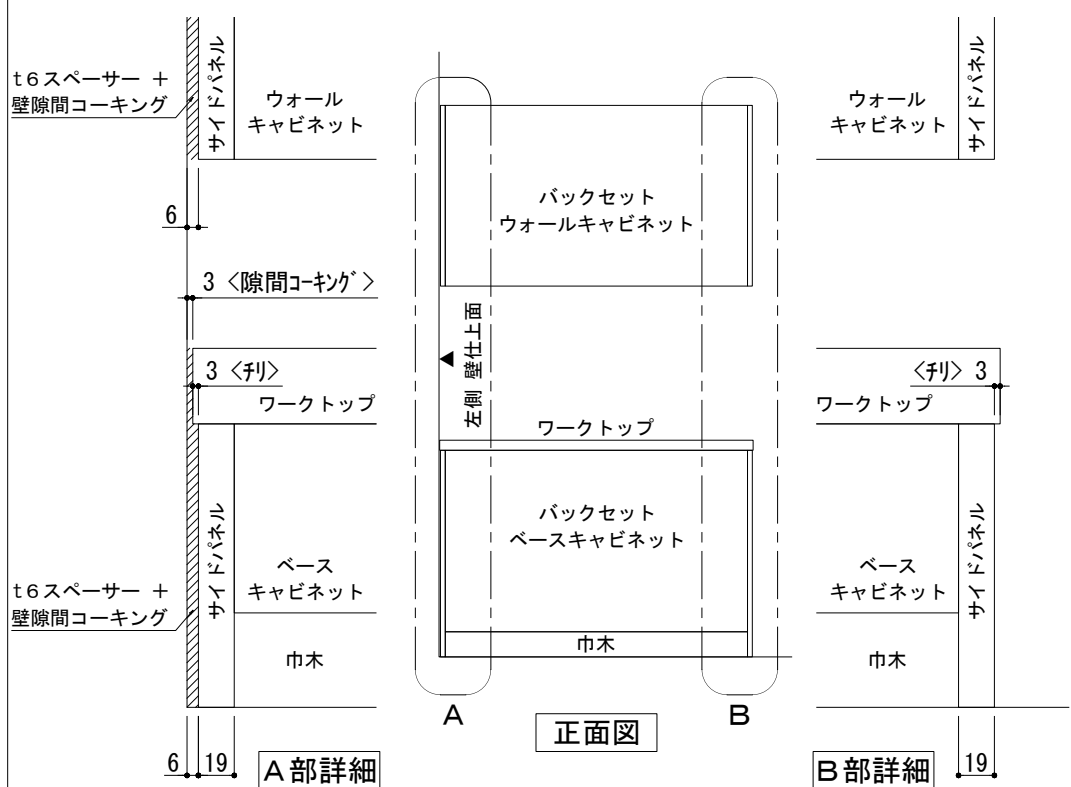 t6スペーサー +
壁隙間コーキング
サイドパネル
ウォール
キャビネット
6
3 <隙間コーキング>
3 <チリ>
ワークトップ
サイドパネル
ベース
キャビネット
t6スペーサー +
壁隙間コーキング
巾木
6
19
A部詳細
バックセット
ウォールキャビネット
左側 壁仕上面
ワークトップ
バックセット
ベースキャビネット
巾木
A
B
正面図
ウォール
キャビネット
サイドパネル
<チリ> 3
ワークトップ
ベース
キャビネット
サイドパネル
巾木
B部詳細
19